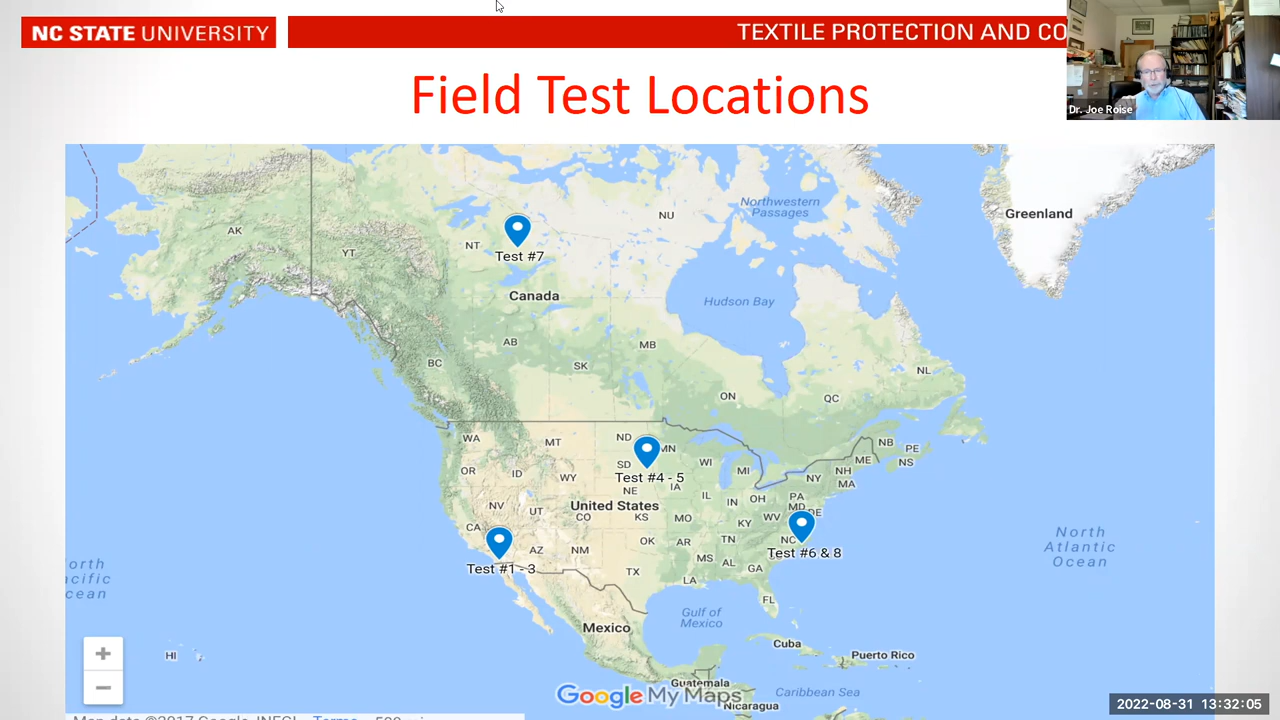 NC STATE UNIVERSITY
TEXTILE PROTECTION AND CO
Field Test Locations
Dr. Joe Roise
Northwestern
Passages
NU
Greenland
AK
YT
NT
Test #7
Canada
Hudson Bay
AB
MB
BC
SK
NL
ON
QC
WA
MT
ND
MN
NB
PE
OR
ID
SD
WI
ME
NS
WY
MI
NH
Test #4 - 5
NY
MA
NE
IA
NV
UT
United States
IL
IN
OH
PA
MD
DE
CA
CO
KS
MO
KY
WV
North
Atlantic
Ocean
AZ
NM
OK
AR
TN
NC
Test #6 & 8
Test #1 - 3
TX
MS
AL
GA
LA
orth
acific
cean
FL
Gulf of
Mexico
Mexico
Cuba
HI
Puerto Rico
Guatemala
Google My Maps
Caribbean Sea
Nicaragua
2022-08-31 13:32:05